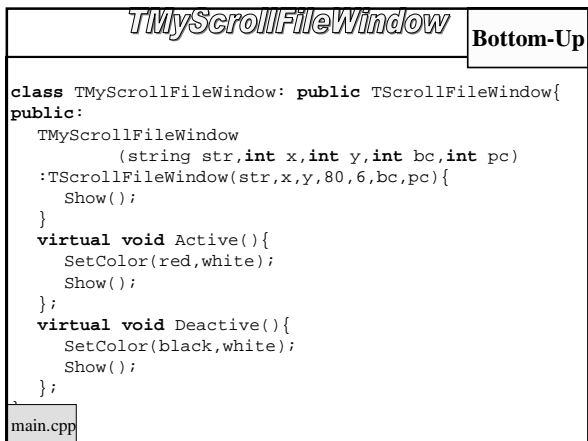 TMyScrollFileWindow
Bottom-Up
class TMyScrollFileWindow: public TScrollFileWindow{
public:
TMyScrollFileWindow
(string str,int x,int y,int bc,int pc)
:TScrollFileWindow(str,x,y,80,6,bc,pc){
Show();
}
virtual void Active(){
SetColor(red,white);
Show();
};
virtual void Deactive(){
SetColor(black,white);
Show();
};
main.cpp